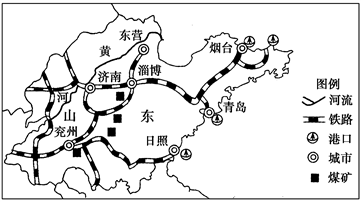 东营
黄
烟台
济南
淄博
河
山
东
青岛
兖州
日照
图例
河流
铁路
港口
城市
煤矿